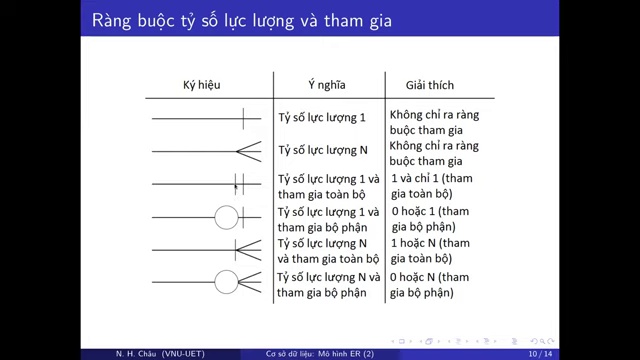 Ràng buộc tỷ số lực lượng và tham gia
Ký hiệu
Ý nghĩa
Giải thích
Tỷ số lực lượng 1
Không chỉ ra ràng
buộc tham gia
Tỷ số lực lượng N
Không chỉ ra ràng
buộc tham gia
Tỷ số lực lượng 1 và
tham gia toàn bộ
1 và chỉ 1 (tham
gia toàn bộ)
Tỷ số lực lượng 1 và
tham gia bộ phận
0 hoặc 1 (tham
gia bộ phận)
Tỷ số lực lượng N
và tham gia toàn bộ
1 hoặc N (tham
gia toàn bộ)
Tỷ số lực lượng N và
tham gia bộ phận
0 hoặc N (tham
gia bộ phận)
N. H. Châu (VNU-UET)
Cơ sở dữ liệu: Mô hình ER (2)
10 / 14